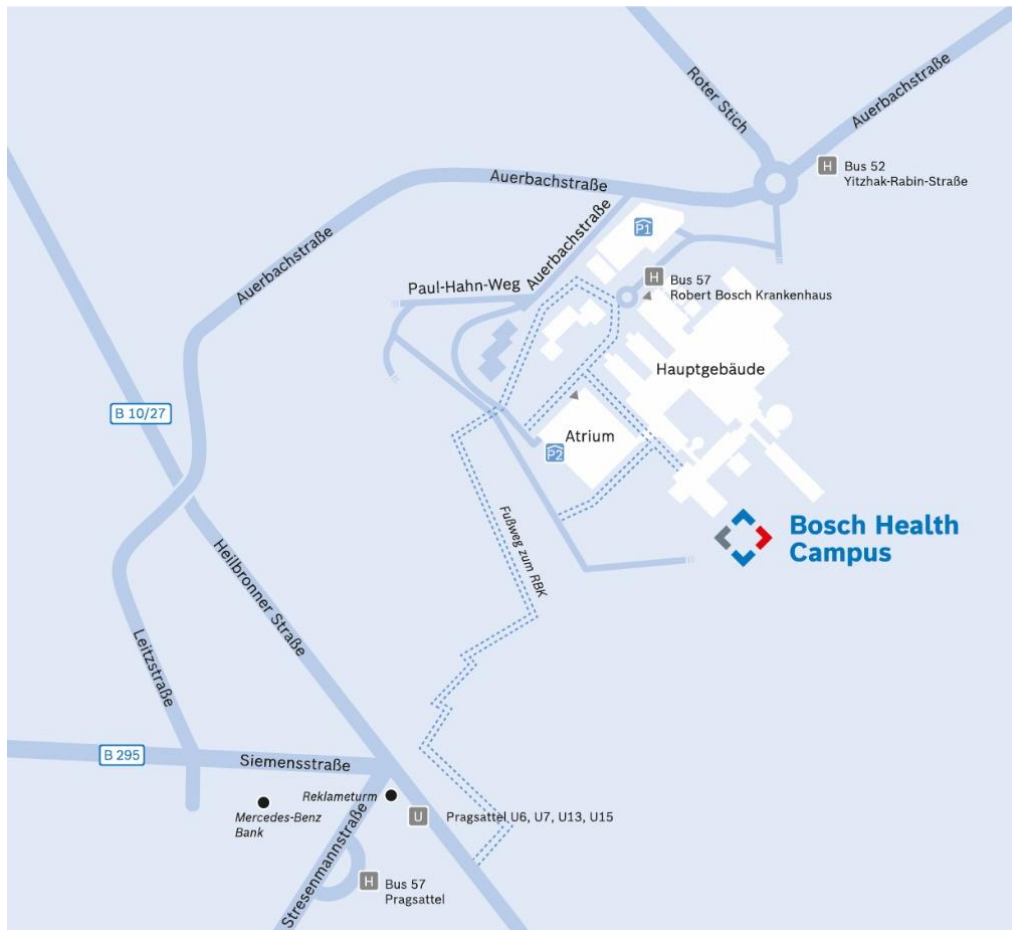 Roter Stich
Auerbachstraße
H
Bus 52
Yitzhak-Rabin-Straße
Auerbachstraße
P1
Auerbachstraße
Auerbachstraße
H
Bus 57
Robert Bosch Krankenhaus
Paul-Hahn-Weg
Hauptgebäude
B 10/27
Atrium
P2
Bosch Health
Campus
Fußweg zum RBK
Heilbronner Straße
Leitzstraße
B 295
Siemensstraße
Reklameturm
Mercedes-Benz
Bank
U
Pragsattel U6, U7, U13, U15
Stresenmannstraße
H
Bus 57
Pragsattel